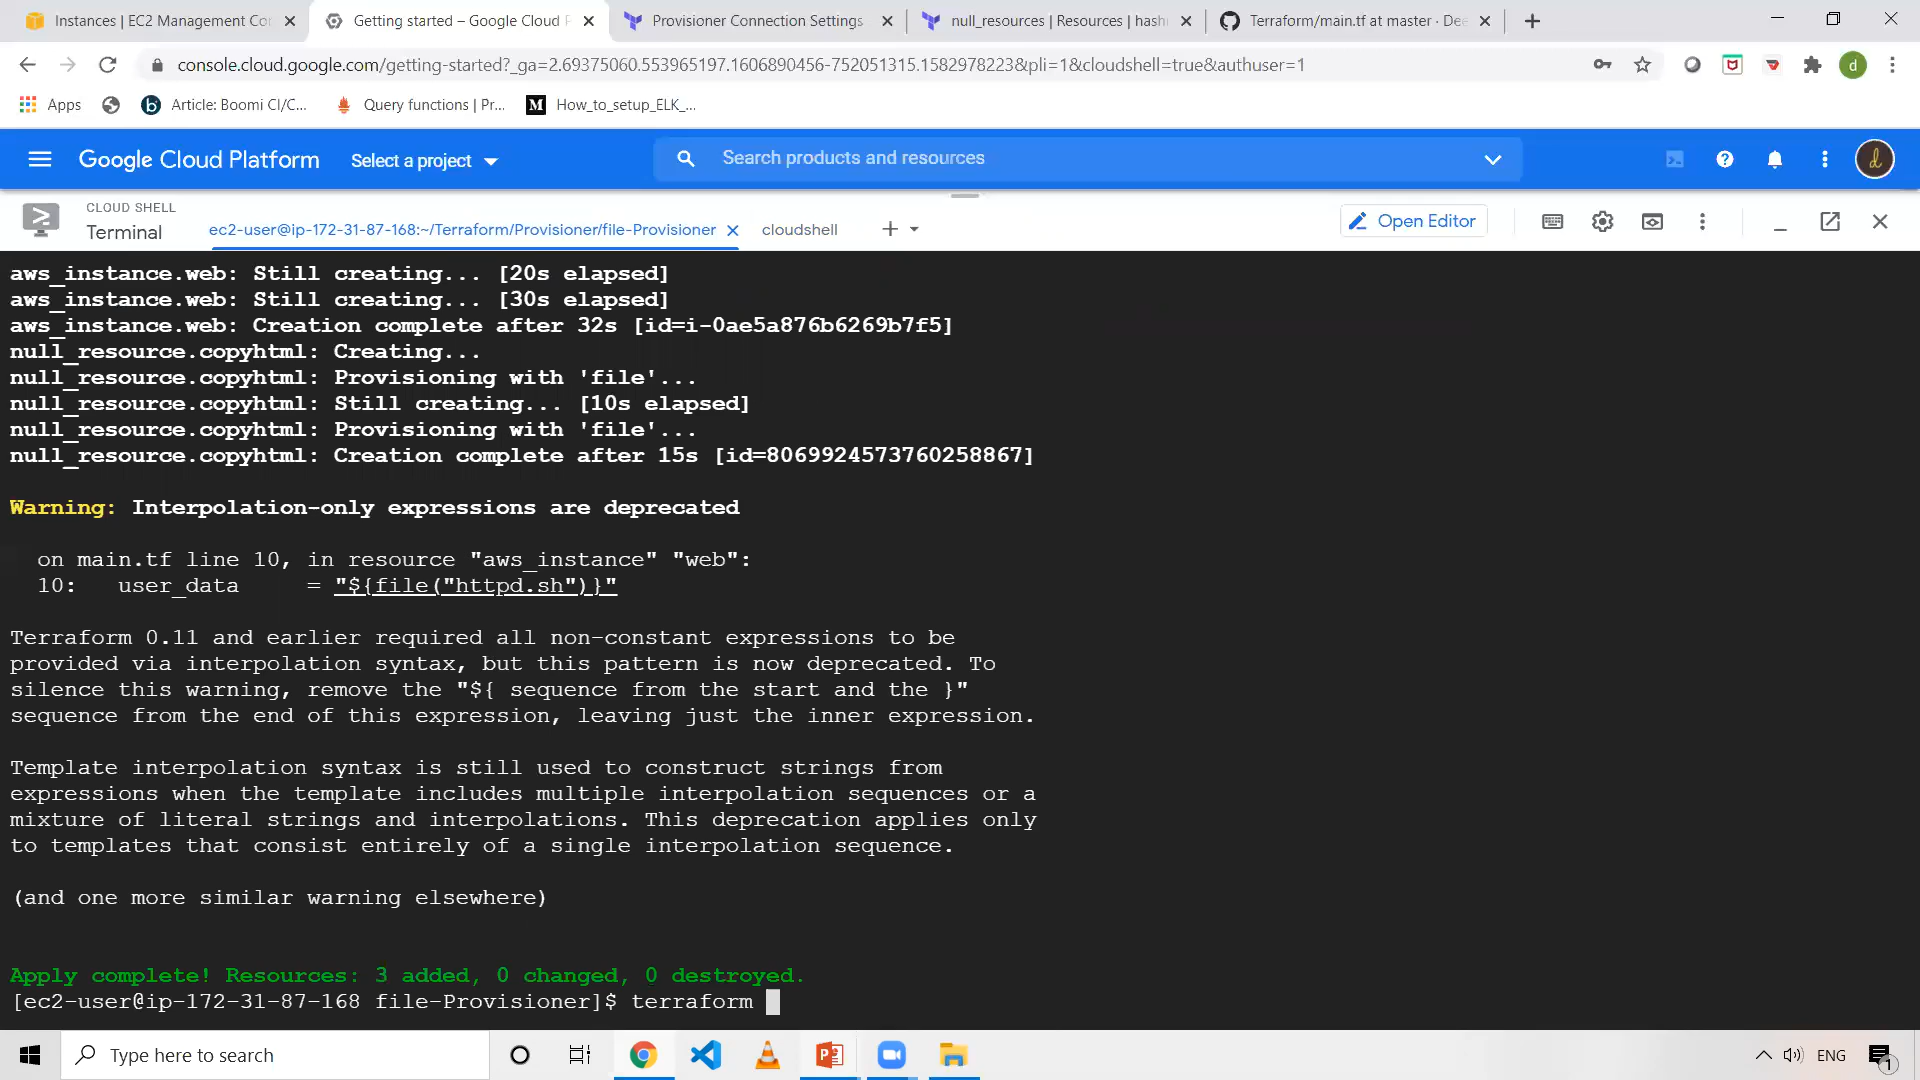 Instances | EC2 Management Con
Getting started – Google Cloud P
Provisioner Connection Settings
null_resources | Resources | hash
Terraform/main.tf at master · Dee
console.cloud.google.com/getting-started?_ga=2.69375060.553965197.1606890456-752051315.1582978223&pli=1&cloudshell=true&authuser=1
d
Apps
Article: Boomi CI/C...
Query functions | Pr...
M
How_to_setup_ELK_...
Google Cloud Platform
Select a project
Search products and resources
d
CLOUD SHELL
Terminal
ec2-user@ip-172-31-87-168:~/Terraform/Provisioner/file-Provisioner
cloudshell
Open Editor
aws_instance.web: Still creating... [20s elapsed]
aws_instance.web: Still creating... [30s elapsed]
aws_instance.web: Creation complete after 32s [id=i-0ae5a876b6269b7f5]
null_resource.copyhtml: Creating...
null_resource.copyhtml: Provisioning with 'file'...
null_resource.copyhtml: Still creating... [10s elapsed]
null_resource.copyhtml: Provisioning with 'file'...
null_resource.copyhtml: Creation complete after 15s [id=8069924573760258867]
Warning: Interpolation-only expressions are deprecated
on main.tf line 10, in resource "aws_instance" "web":
10:   user_data     = "${file("httpd.sh")}"
Terraform 0.11 and earlier required all non-constant expressions to be
provided via interpolation syntax, but this pattern is now deprecated. To
silence this warning, remove the "${ sequence from the start and the }"
sequence from the end of this expression, leaving just the inner expression.
Template interpolation syntax is still used to construct strings from
expressions when the template includes multiple interpolation sequences or a
mixture of literal strings and interpolations. This deprecation applies only
to templates that consist entirely of a single interpolation sequence.
(and one more similar warning elsewhere)
Apply complete! Resources: 3 added, 0 changed, 0 destroyed.
[ec2-user@ip-172-31-87-168 file-Provisioner]$ terraform
Type here to search
ENG
1